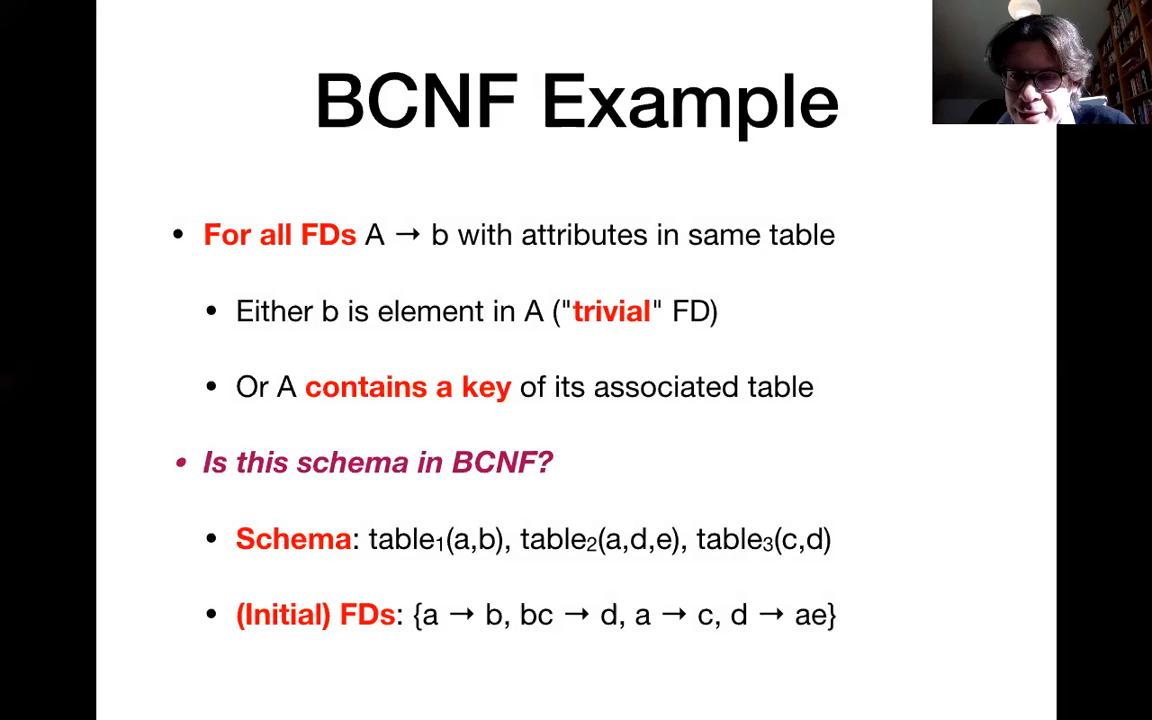 BCNF Example
• For all FDs A → b with attributes in same table
• Either b is element in A ("trivial" FD)
• Or A contains a key of its associated table
• Is this schema in BCNF?
• Schema: table₁(a,b), table₂(a,d,e), table₃(c,d)
• (Initial) FDs: {a → b, bc → d, a → c, d → ae}